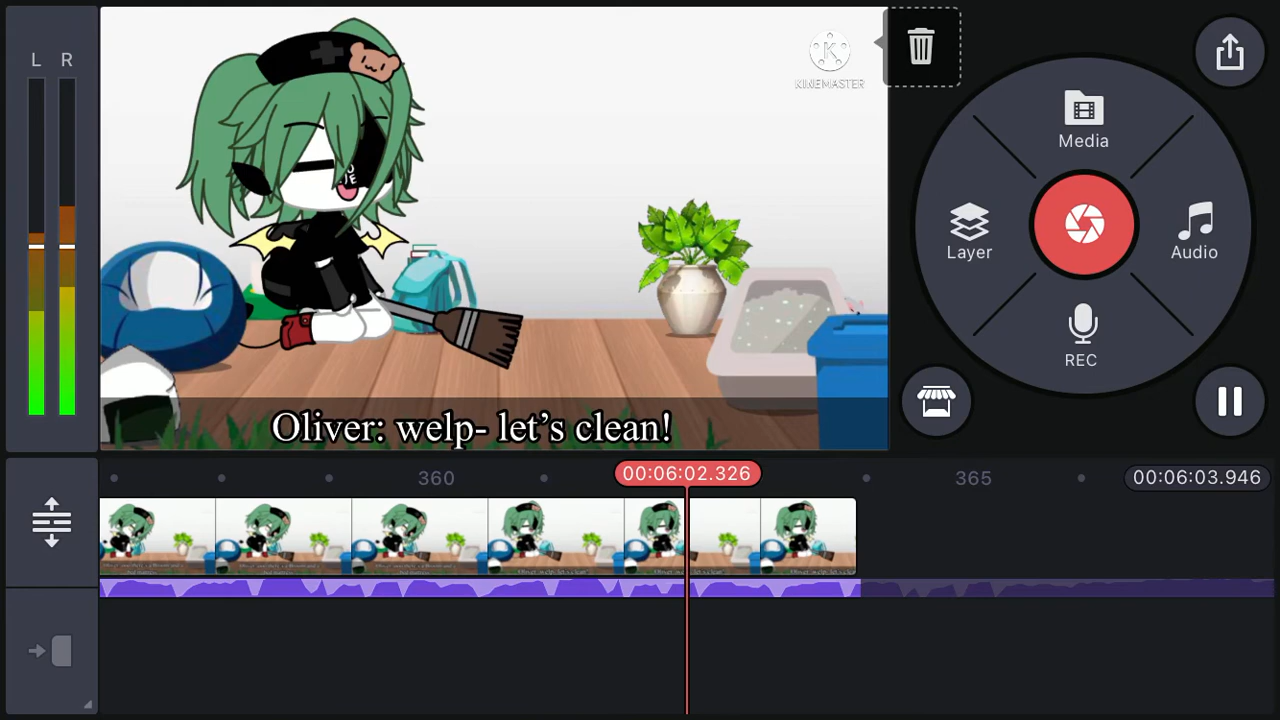 L R
KINEMASTER
Media
Layer
Audio
REC
Oliver: welp- let’s clean!
00:06:02.326
360
365
00:06:03.946